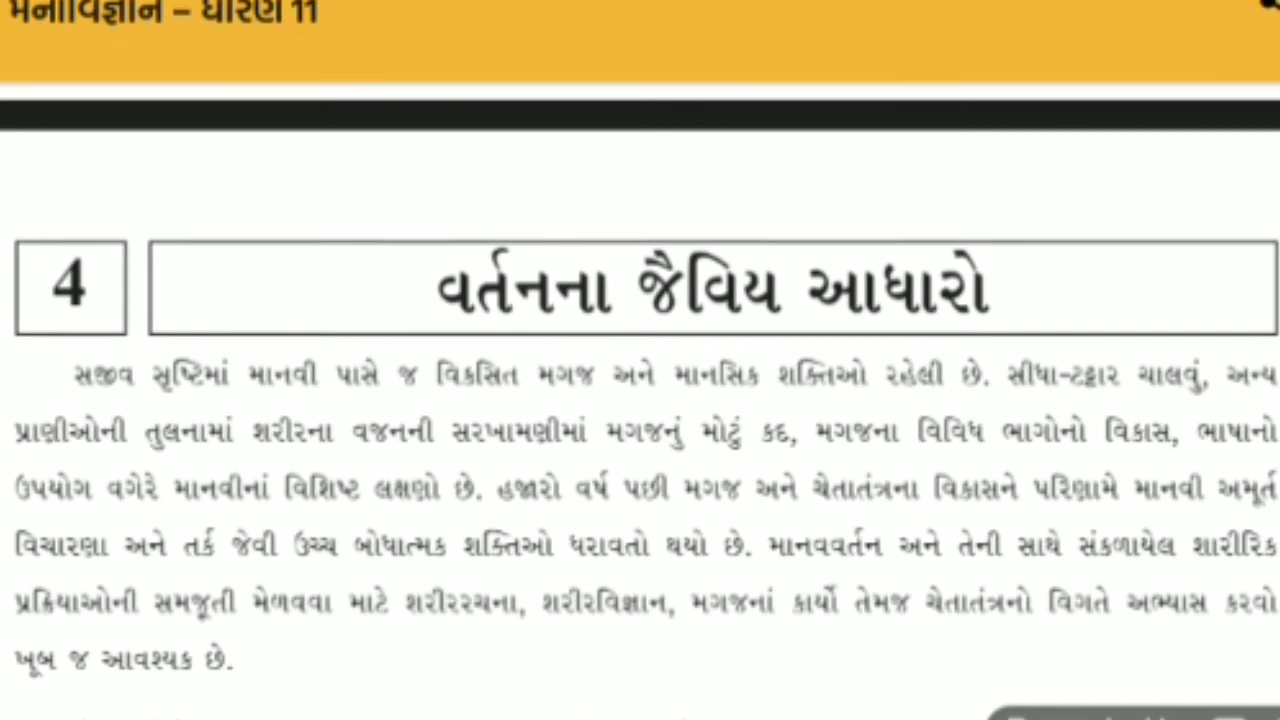 મનોવિજ્ઞાન – ધોરણ 11
4
વર્તનના જૈવિય આધારો
સજીવ સૃષ્ટિમાં માનવી પાસે જ વિકસિત મગજ અને માનસિક શક્તિઓ રહેલી છે. સીધા-ટટ્ટાર ચાલવું, અન્ય
પ્રાણીઓની તુલનામાં શરીરના વજનની સરખામણીમાં મગજનું મોટું કદ, મગજના વિવિધ ભાગોનો વિકાસ, ભાષાનો
ઉપયોગ વગેરે માનવીનાં વિશિષ્ટ લક્ષણો છે. હજારો વર્ષ પછી મગજ અને ચેતાતંત્રના વિકાસને પરિણામે માનવી અમૂર્ત
વિચારણા અને તર્ક જેવી ઉચ્ચ બોધાત્મક શક્તિઓ ધરાવતો થયો છે. માનવવર્તન અને તેની સાથે સંકળાયેલ શારીરિક
પ્રક્રિયાઓની સમજૂતી મેળવવા માટે શરીરરચના, શરીરવિજ્ઞાન, મગજનાં કાર્યો તેમજ ચેતાતંત્રનો વિગતે અભ્યાસ કરવો
ખૂબ જ આવશ્યક છે.